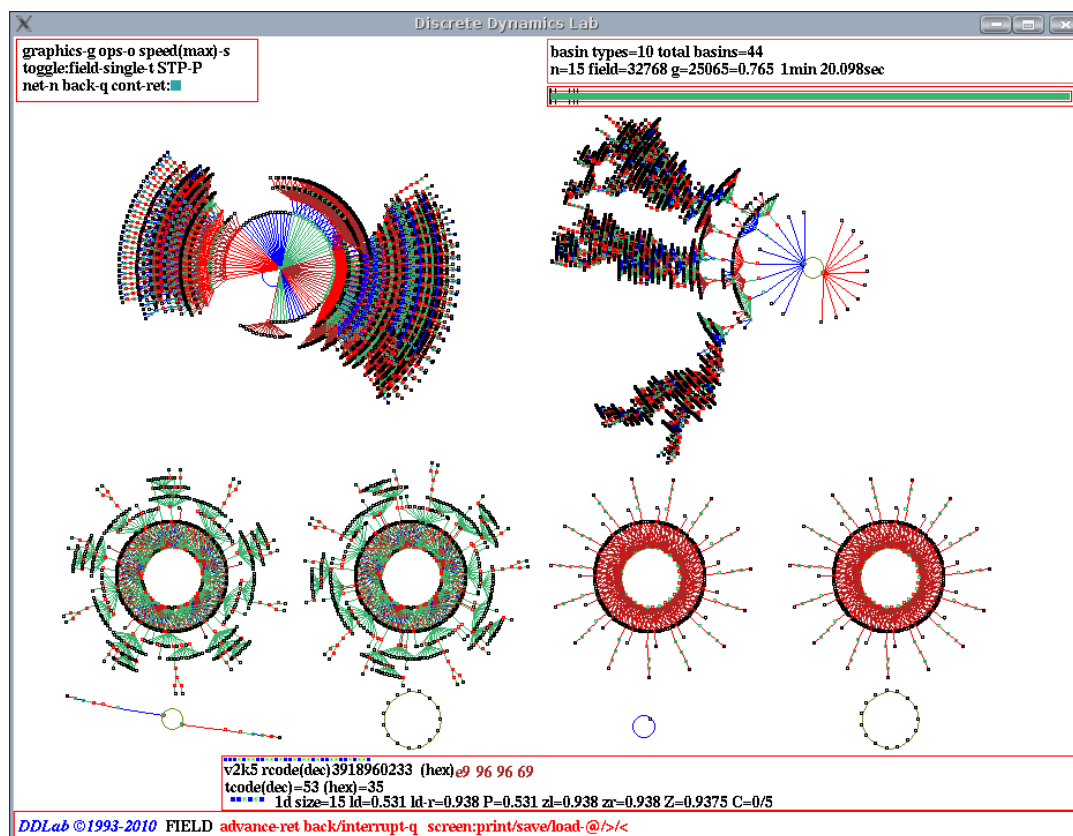 Discrete Dynamics Lab
graphics-g ops-o speed(max)-s
toggle:field-single-t STP-P
net-n back-q cont-ret:
basin types=10 total basins=44
n=15 field=32768 g=25065=0.765 1min 20.098sec
v2k5 rcode(dec)3918960233 (hex)e9 96 96 69
tcode(dec)=53 (hex)=35
1d size=15 ld=0.531 ld-r=0.938 P=0.531 zl=0.938 zr=0.938 Z=0.9375 C=0/5
DDLab ©1993-2010 FIELD advance-ret back/interrupt-q screen:print/save/load-@/>/<